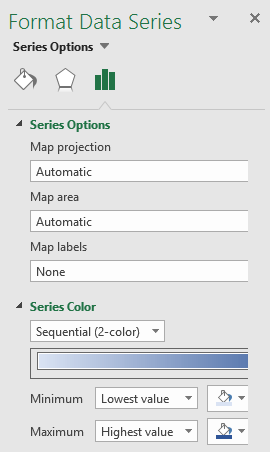 Format Data Series
Series Options
Series Options
Map projection
Automatic
Map area
Automatic
Map labels
None
Series Color
Sequential (2-color)
Minimum Lowest value
Maximum Highest value